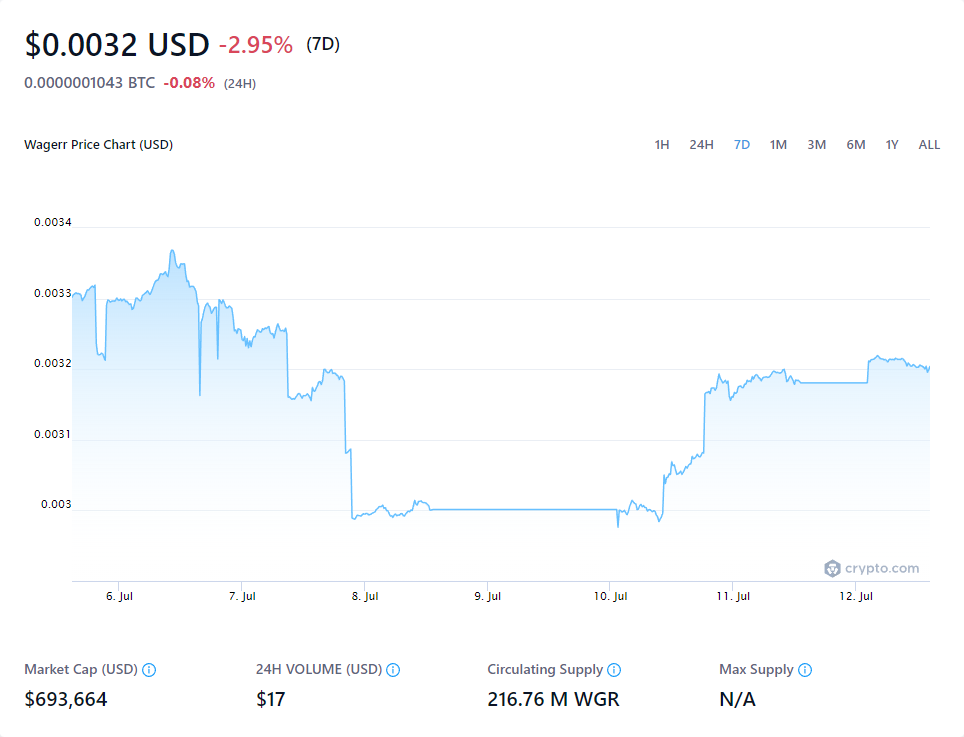 $0.0032 USD -2.95% (7D)
0.0000001043 BTC -0.08% (24H)
Wagerr Price Chart (USD) 1H 24H 7D 1M 3M 6M 1Y ALL
0.0034
0.0033
0.0032
0.0031
0.003
crypto.com
6. Jul 7. Jul 8. Jul 9. Jul 10. Jul 11. Jul 12. Jul
Market Cap (USD) 24H VOLUME (USD) Circulating Supply Max Supply
$693,664 $17 216.76 M WGR N/A